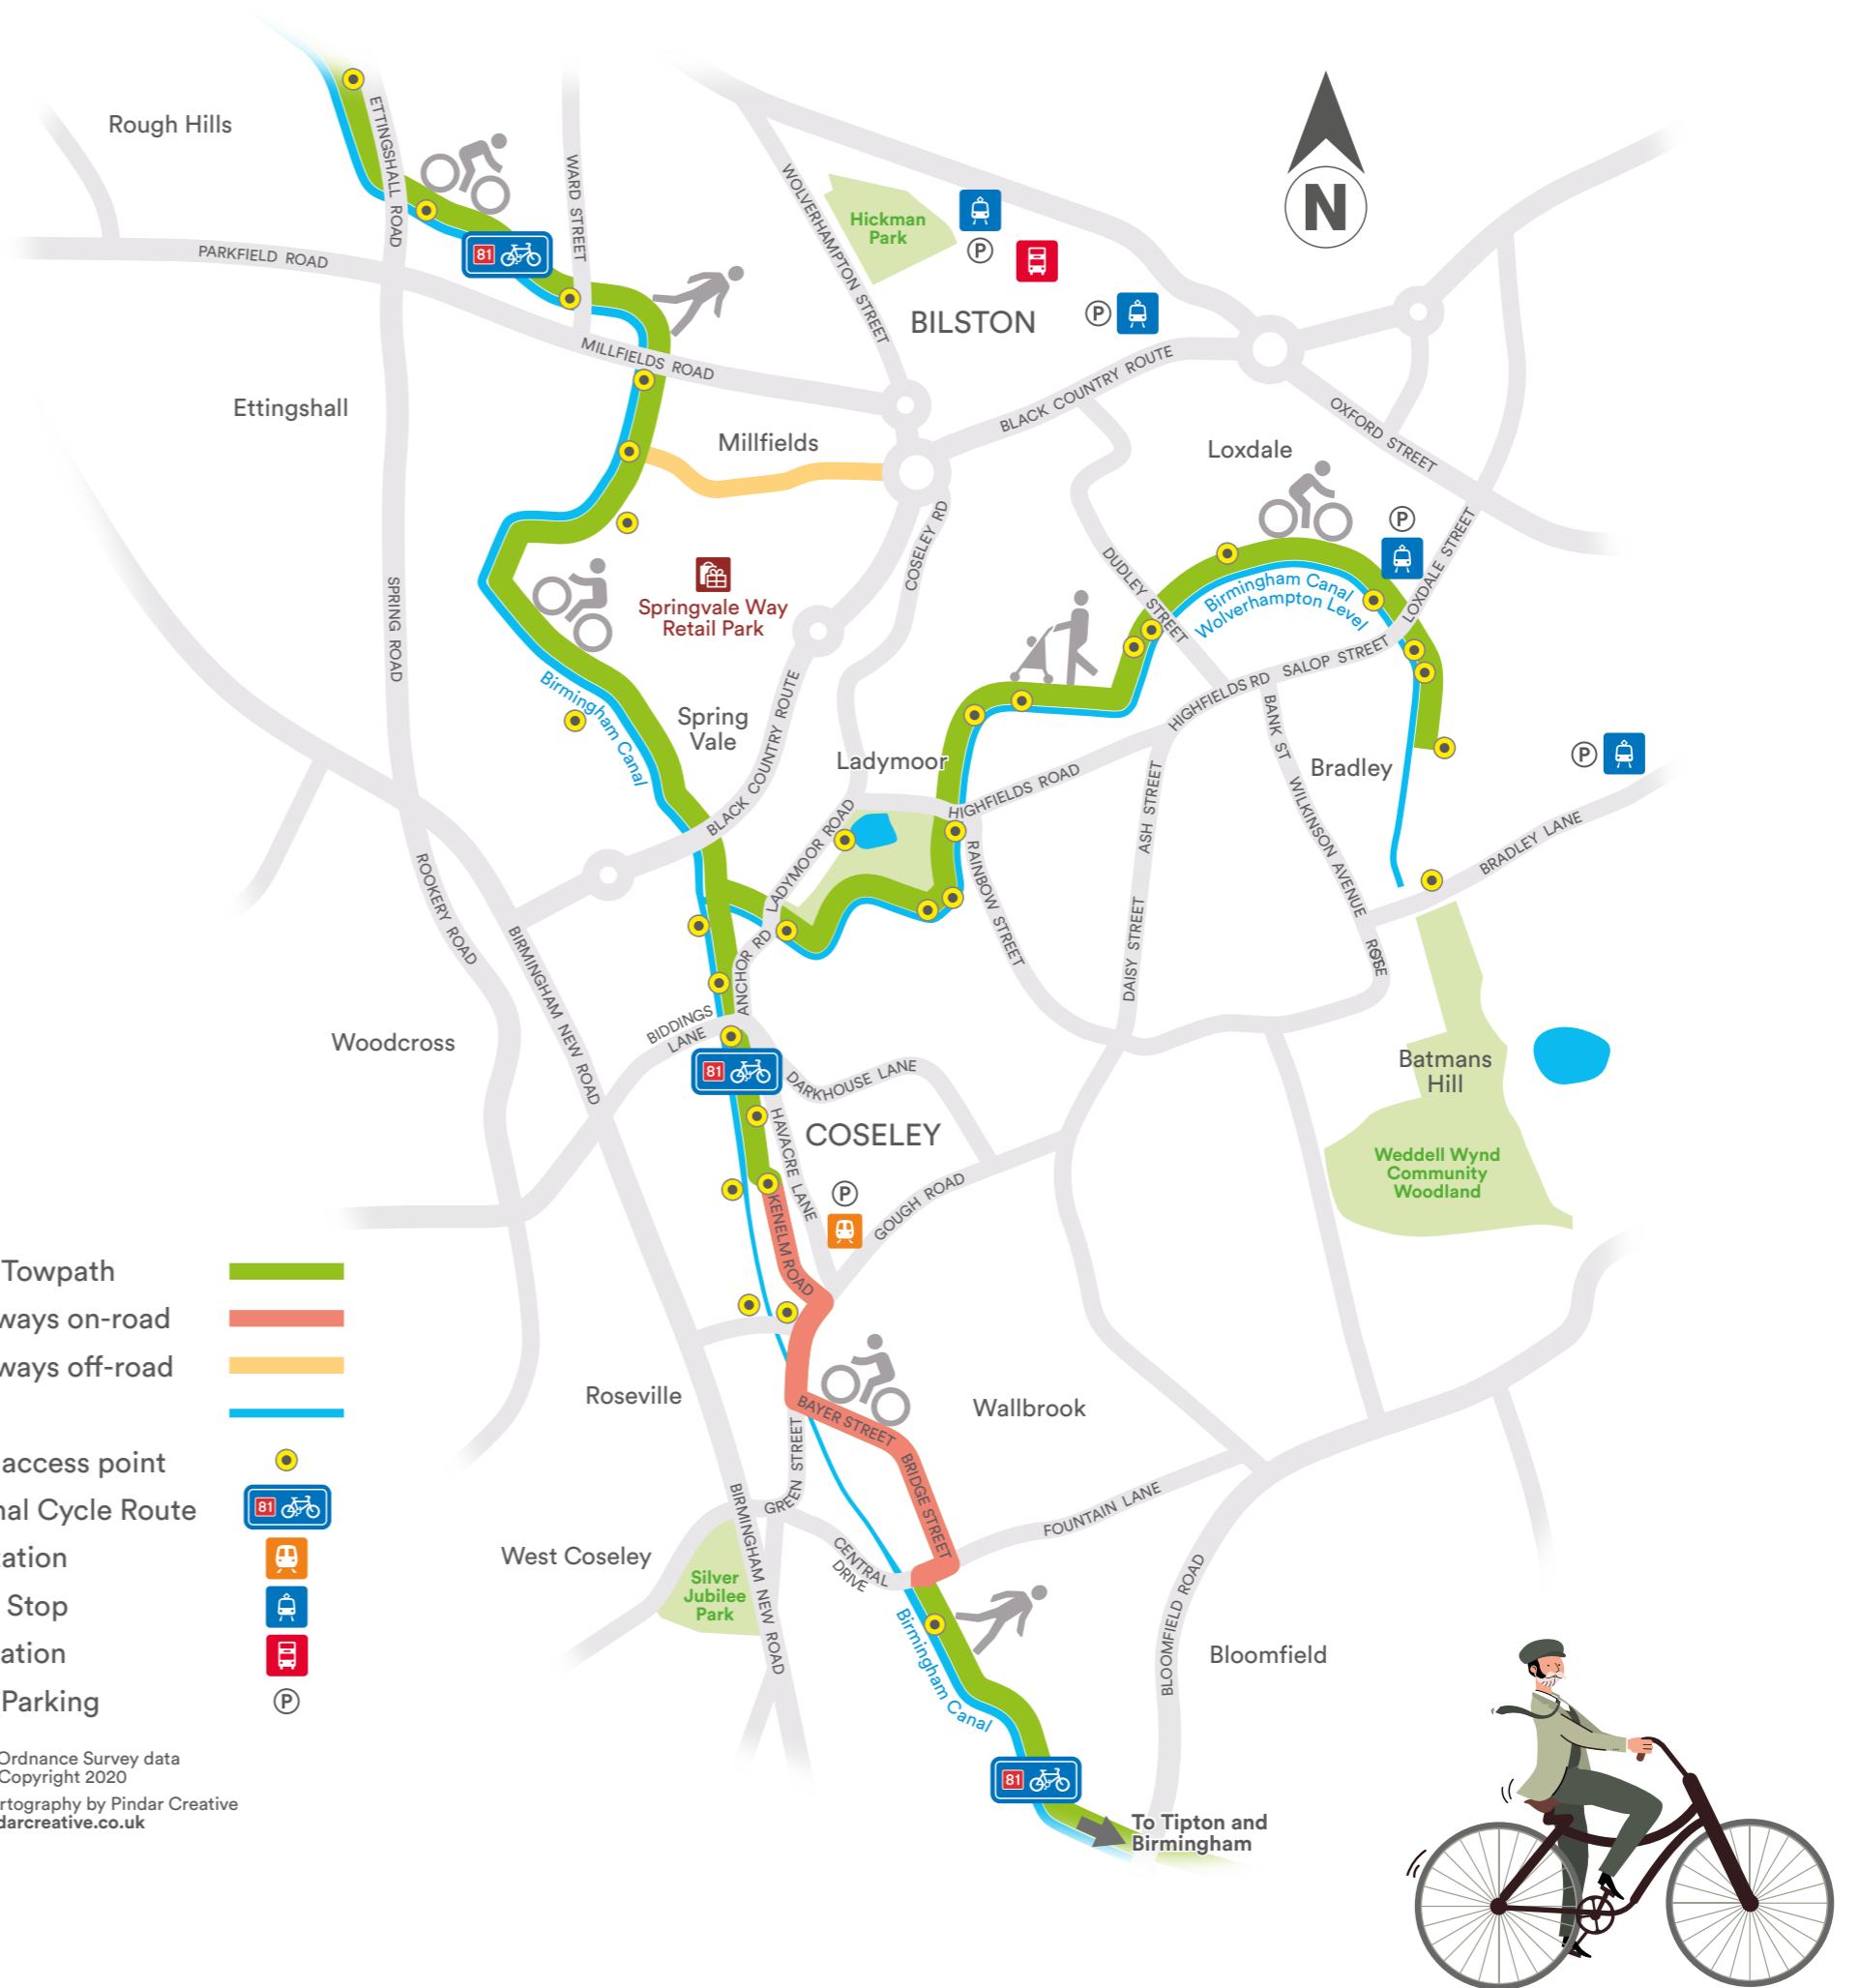 Rough Hills
ETTINGSHALL ROAD
WARD STREET
WOLVERHAMPTON STREET
Hickman
Park
N
PARKFIELD ROAD
81
BILSTON
P
P
MILLFIELDS ROAD
BLACK COUNTRY ROUTE
Ettingshall
Millfields
Loxdale
OXFORD STREET
COSELEY RD
P
SPRING ROAD
Springvale Way
Retail Park
DUDLEY STREET
Birmingham Canal
Wolverhampton Level
LOXDALE STREET
Birmingham Canal
Spring
Vale
BLACK COUNTRY ROUTE
HIGHFIELDS RD
SALOP STREET
BANK ST
Ladymoor
HIGHFIELDS ROAD
Bradley
P
ASH STREET
WILKINSON AVENUE
LADYMOOR ROAD
RAINBOW STREET
BRADLEY LANE
ROOKERY ROAD
BIRMINGHAM NEW ROAD
ANCHOR RD
DAISY STREET
ROSE
Woodcross
BIDDINGS
LANE
81
DARKHOUSE LANE
Batmans
Hill
HAVACRE LANE
COSELEY
Weddell Wynd
Community
Woodland
P
GOUGH ROAD
KENELM ROAD
Towpath
ways on-road
ways off-road
Roseville
BAYER STREET
Wallbrook
GREEN STREET
BRIDGE STREET
access point
nal Cycle Route
81
tation
Stop
ation
Parking
P
BIRMINGHAM NEW ROAD
FOUNTAIN LANE
West Coseley
CENTRAL
DRIVE
Silver
Jubilee
Park
Birmingham Canal
BLOOMFIELD ROAD
Bloomfield
81
To Tipton and
Birmingham
Ordnance Survey data
Copyright 2020
rtography by Pindar Creative
darcreative.co.uk